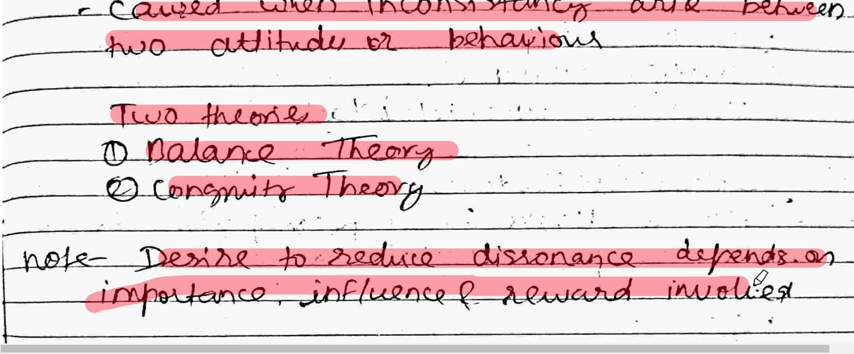 - Caused when inconsistancy arise between
two attitude or behaviours
Two theories
① Balance Theory
② Congruity Theory
note - Desire to reduce dissonance depends on
importance, influence & reward involved